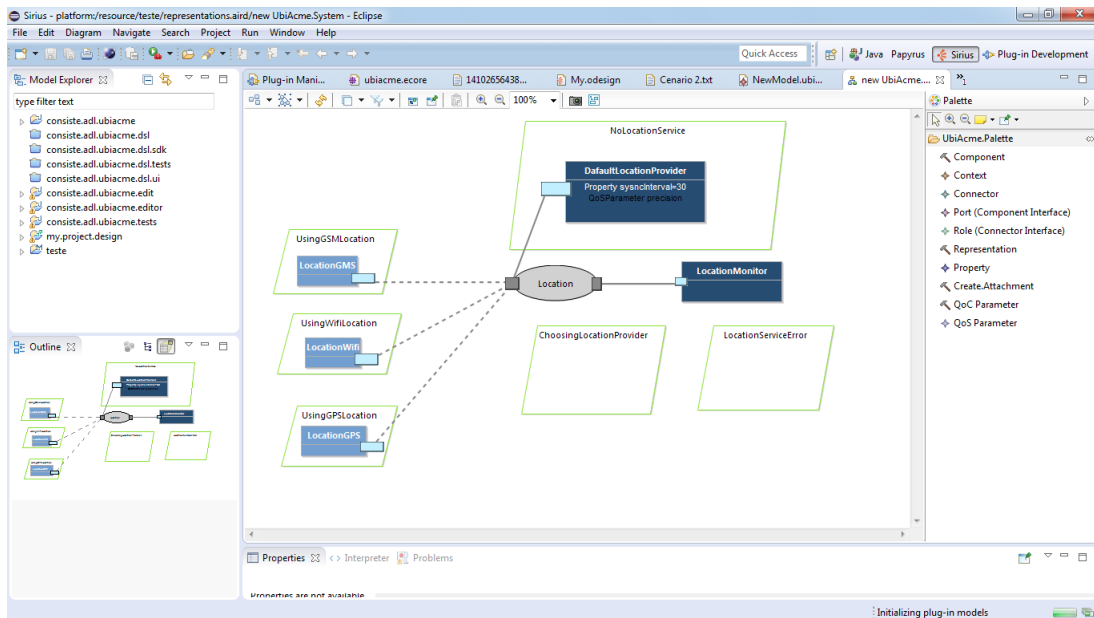 Sirius - platform:/resource/teste/representations.aird/new UbiAcme.System - Eclipse
File Edit Diagram Navigate Search Project Run Window Help
Quick Access Java Papyrus Sirius Plug-in Development
Model Explorer
type filter text
consiste.adl.ubiacme
consiste.adl.ubiacme.dsl
consiste.adl.ubiacme.dsl.sdk
consiste.adl.ubiacme.dsl.tests
consiste.adl.ubiacme.dsl.ui
consiste.adl.ubiacme.edit
consiste.adl.ubiacme.editor
consiste.adl.ubiacme.tests
my.project.design
teste
Outline
Plug-in Mani... ubiacme.ecore 14102656438... My.odesign Cenario 2.txt NewModel.ubi... new UbiAcme.... »1
100%
NoLocationService
DafaultLocationProvider
Property sysncInterval=30
QoSParameter precision
UsingGSMLocation
LocationGMS
Location
LocationMonitor
UsingWifiLocation
LocationWifi
ChoosingLocationProvider
LocationServiceError
UsingGPSLocation
LocationGPS
Palette
UbiAcme.Palette
Component
Context
Connector
Port (Component Interface)
Role (Connector Interface)
Representation
Property
Create.Attachment
QoC Parameter
QoS Parameter
Properties Interpreter Problems
Properties are not available
Initializing plug-in models